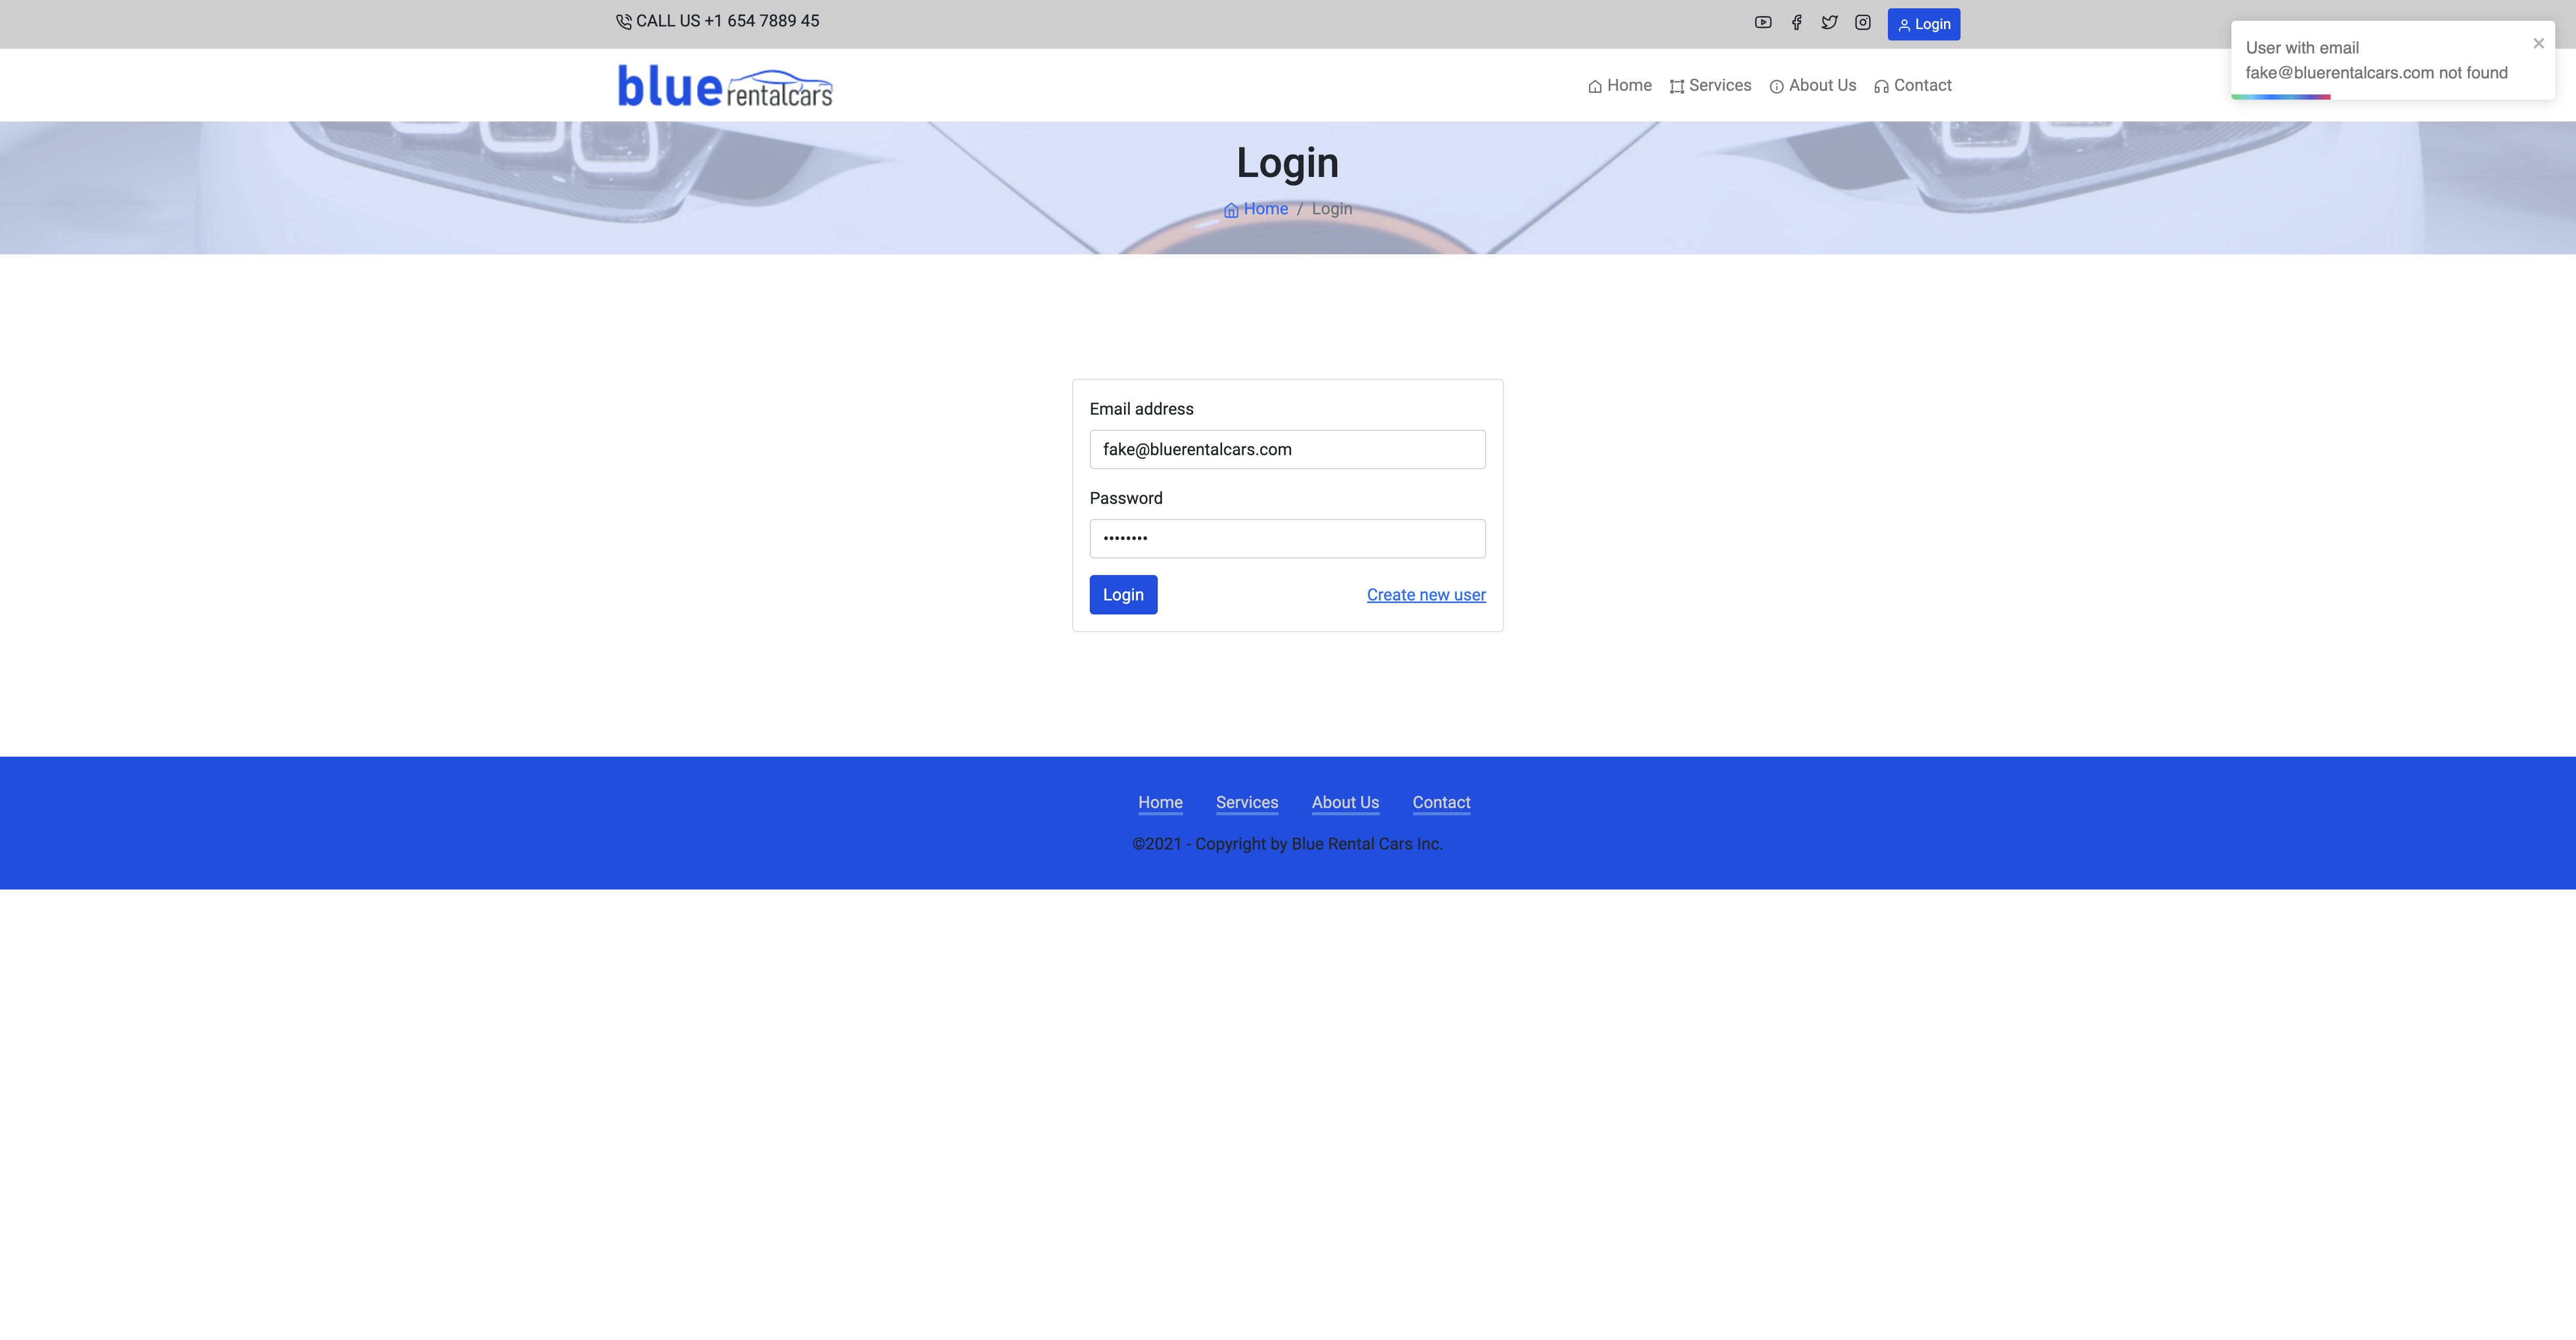 CALL US +1 654 7889 45
Login
User with email
fake@bluerentalcars.com not found
blue rentalcars
Home Services About Us Contact
Login
Home / Login
Email address
fake@bluerentalcars.com
Password
••••••••
Login Create new user
Home Services About Us Contact
©2021 - Copyright by Blue Rental Cars Inc.